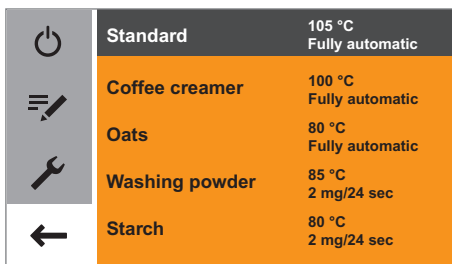 Standard 105 °C
Fully automatic
Coffee creamer 100 °C
Fully automatic
Oats 80 °C
Fully automatic
Washing powder 85 °C
2 mg/24 sec
Starch 80 °C
2 mg/24 sec